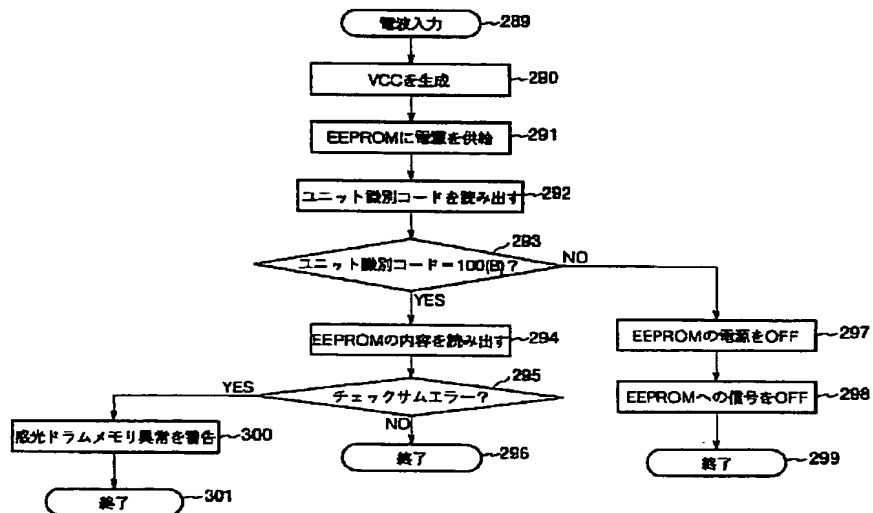 電波入力 289
VCCを生成 290
EEPROMに電源を供給 291
ユニット識別コードを読み出す 292
293
ユニット識別コード=100(B)?
NO
YES
EEPROMの内容を読み出す 294
EEPROMの電源をOFF 297
295
YES
チェックサムエラー?
EEPROMへの信号をOFF 298
感光ドラムメモリ異常を警告 300
NO
終了 296
終了 299
終了 301